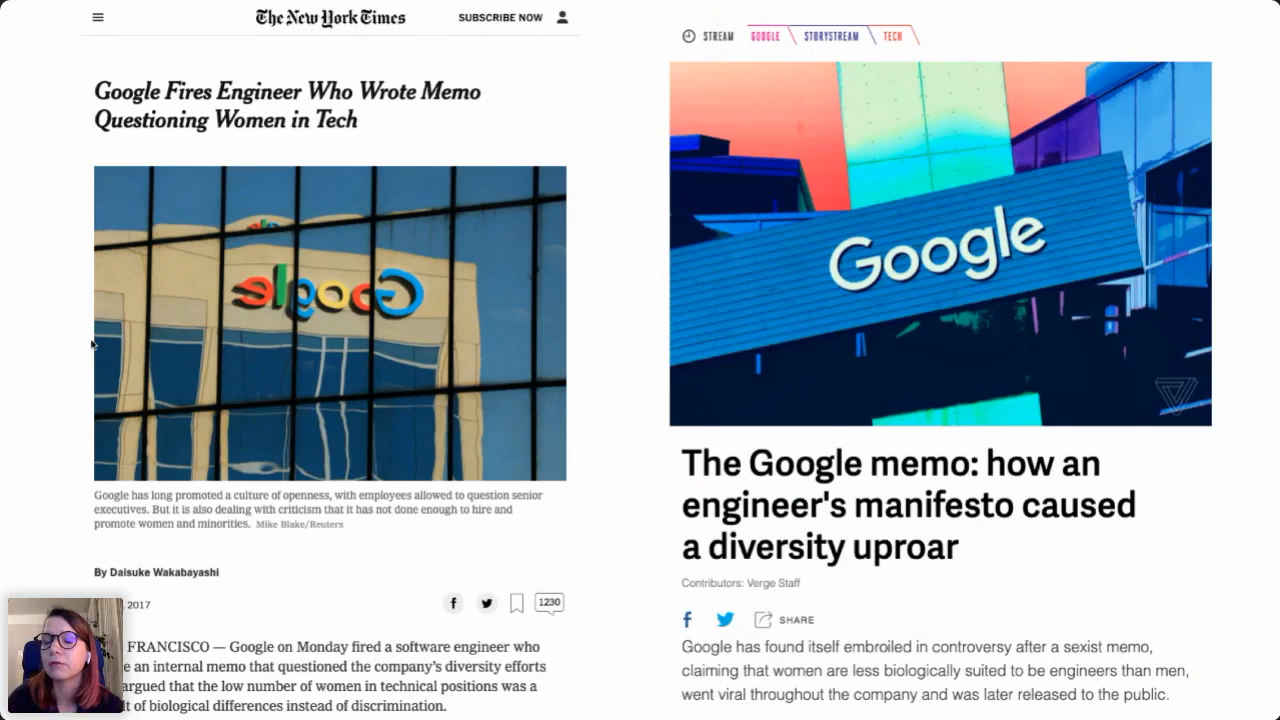 The New York Times
SUBSCRIBE NOW
Google Fires Engineer Who Wrote Memo
Questioning Women in Tech
Google
Google has long promoted a culture of openness, with employees allowed to question senior
executives. But it is also dealing with criticism that it has not done enough to hire and
promote women and minorities. Mike Blake/Reuters
By Daisuke Wakabayashi
2017
1230
FRANCISCO — Google on Monday fired a software engineer who
an internal memo that questioned the company's diversity efforts
argued that the low number of women in technical positions was a
of biological differences instead of discrimination.
STREAM GOOGLE STORYSTREAM TECH
Google
The Google memo: how an
engineer's manifesto caused
a diversity uproar
Contributors: Verge Staff
SHARE
Google has found itself embroiled in controversy after a sexist memo,
claiming that women are less biologically suited to be engineers than men,
went viral throughout the company and was later released to the public.